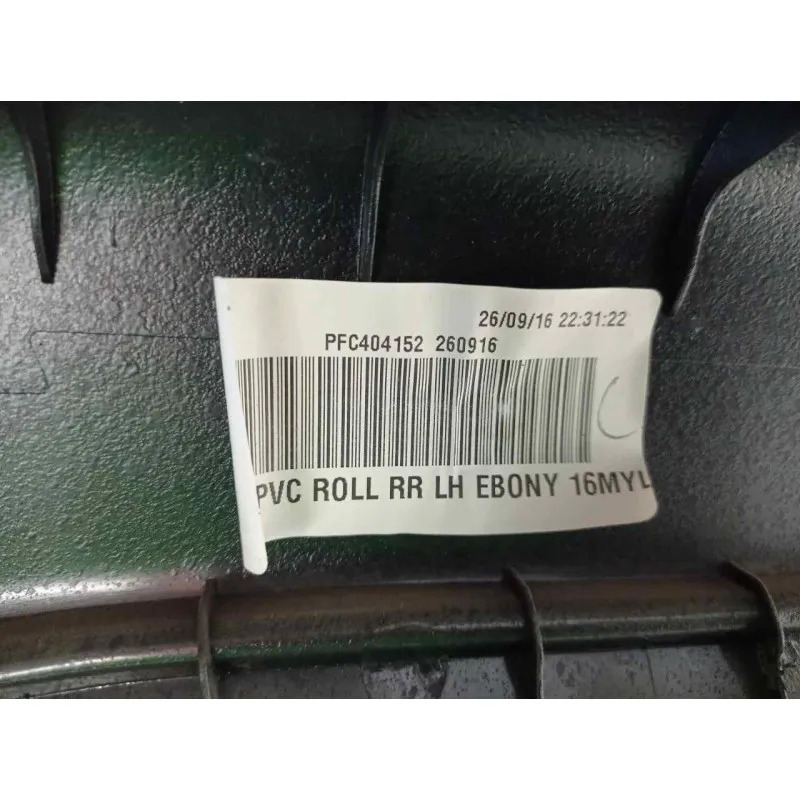 26/09/16 22:31:22
PFC404152 260916
PVC ROLL RR LH EBONY 16MYL